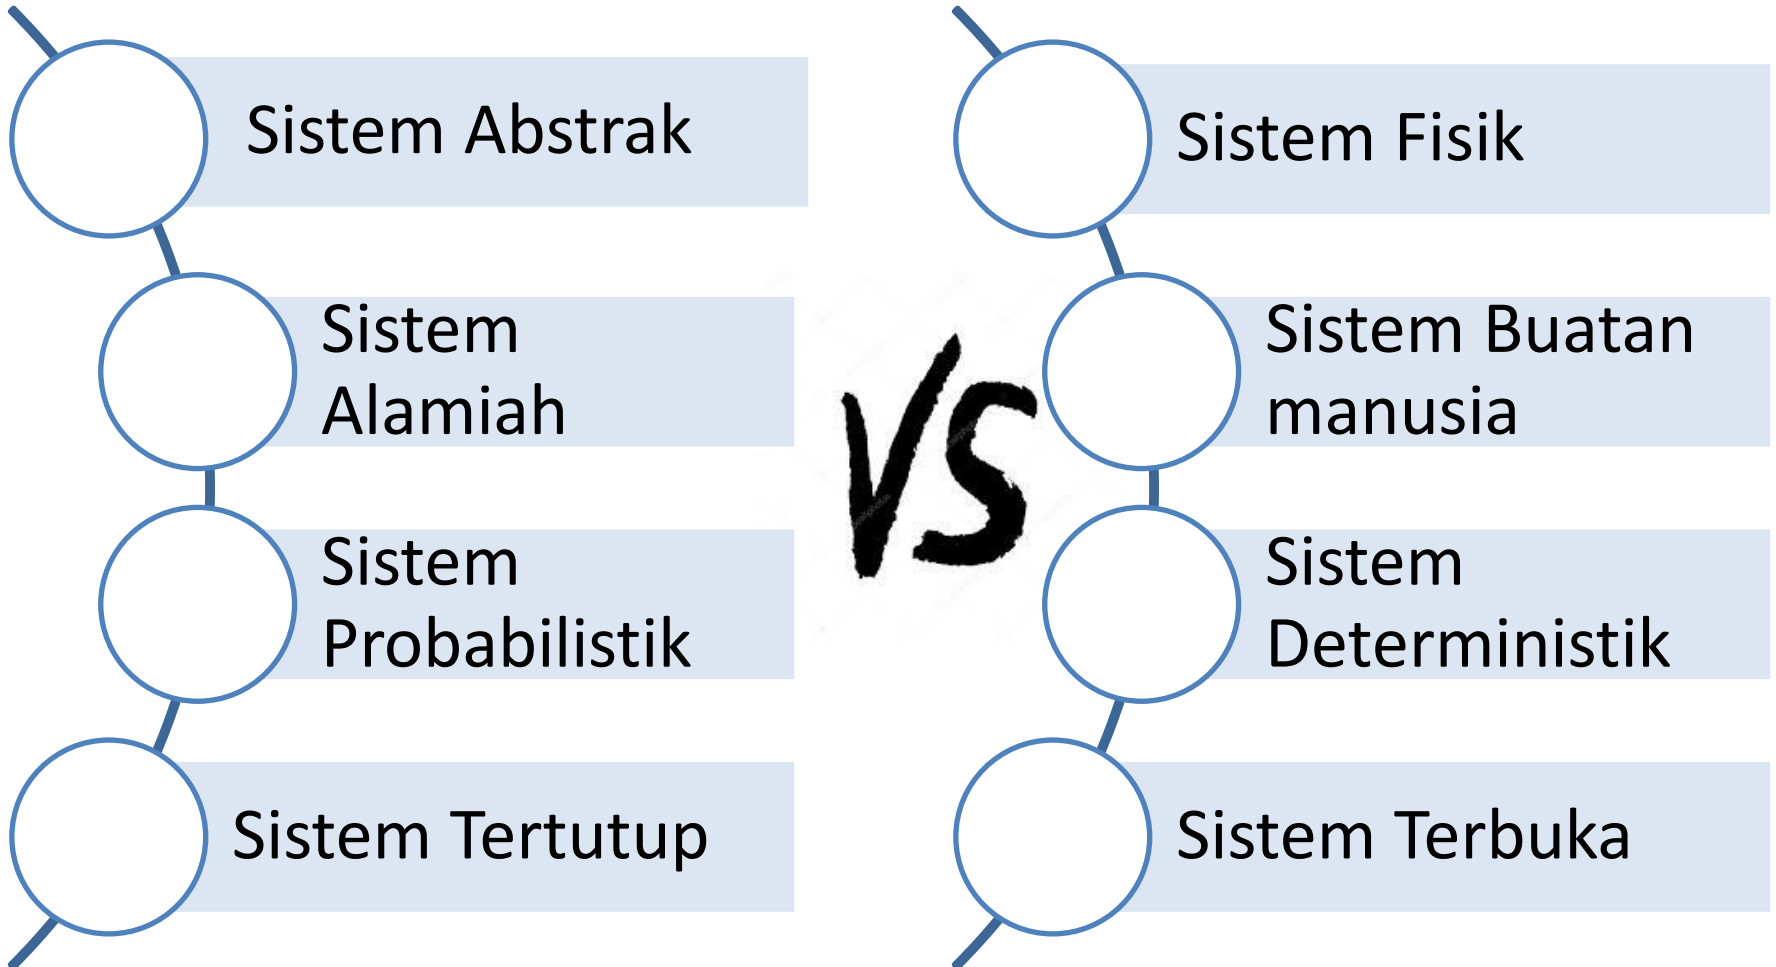 Sistem Abstrak
Sistem
Alamiah
Sistem
Probabilistik
Sistem Tertutup
VS
Sistem Fisik
Sistem Buatan
manusia
Sistem
Deterministik
Sistem Terbuka